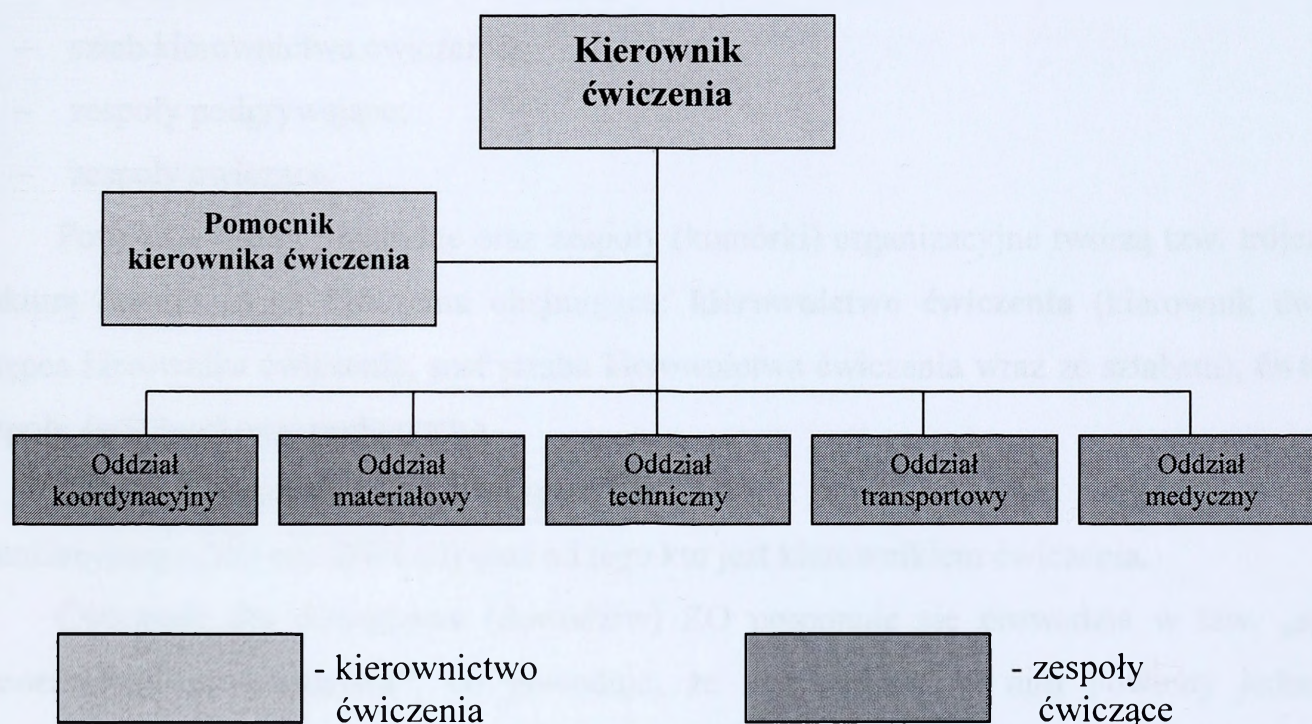 Kierownik
ćwiczenia
Pomocnik
kierownika ćwiczenia
Oddział
koordynacyjny
Oddział
materiałowy
Oddział
techniczny
Oddział
transportowy
Oddział
medyczny
- kierownictwo
ćwiczenia
- zespoły
ćwiczące